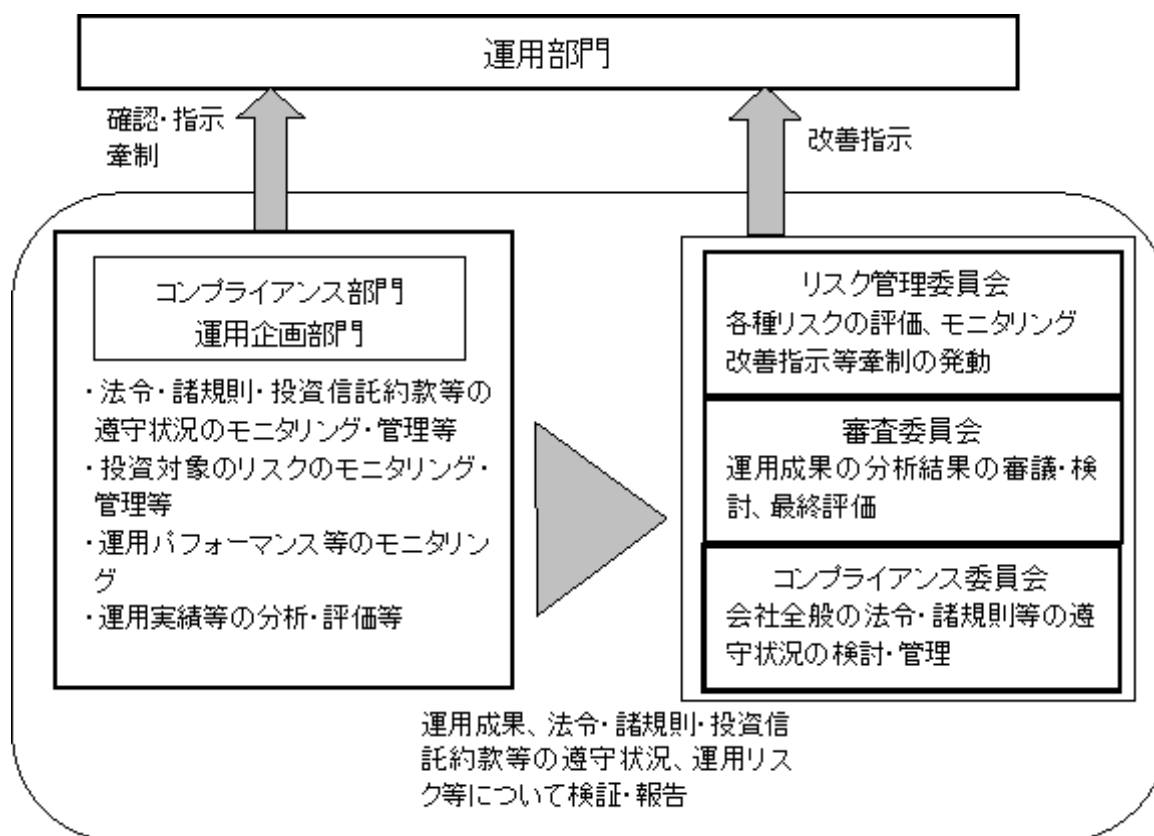 運用部門
確認・指示
牽制
改善指示
コンプライアンス部門
運用企画部門
・法令・諸規則・投資信託約款等の
遵守状況のモニタリング・管理等
・投資対象のリスクのモニタリング・
管理等
・運用パフォーマンス等のモニタリン
グ
・運用実績等の分析・評価等
リスク管理委員会
各種リスクの評価、モニタリング
改善指示等牽制の発動
審査委員会
運用成果の分析結果の審議・検
討、最終評価
コンプライアンス委員会
会社全般の法令・諸規則等の遵
守状況の検討・管理
運用成果、法令・諸規則・投資信
託約款等の遵守状況、運用リス
ク等について検証・報告